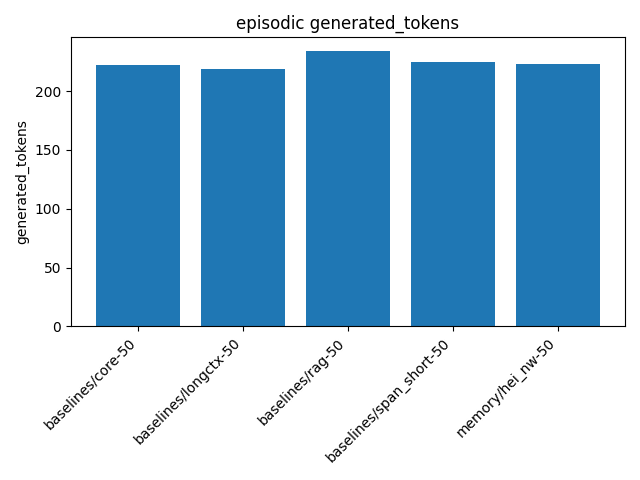 episodic generated_tokens
generated_tokens
200
150
100
50
0
baselines/core-50
baselines/longctx-50
baselines/rag-50
baselines/span_short-50
memory/hei_nw-50